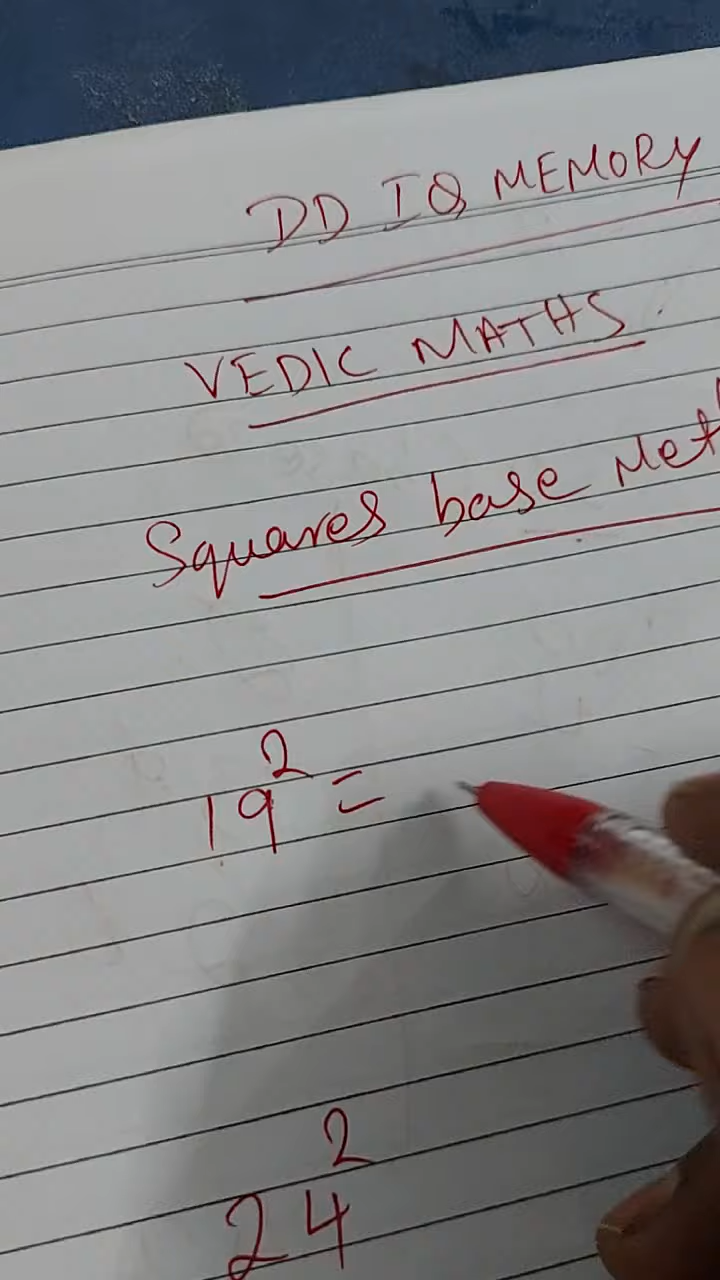 DD IQ MEMORY
VEDIC MATHS
Squares base
19² =
24²